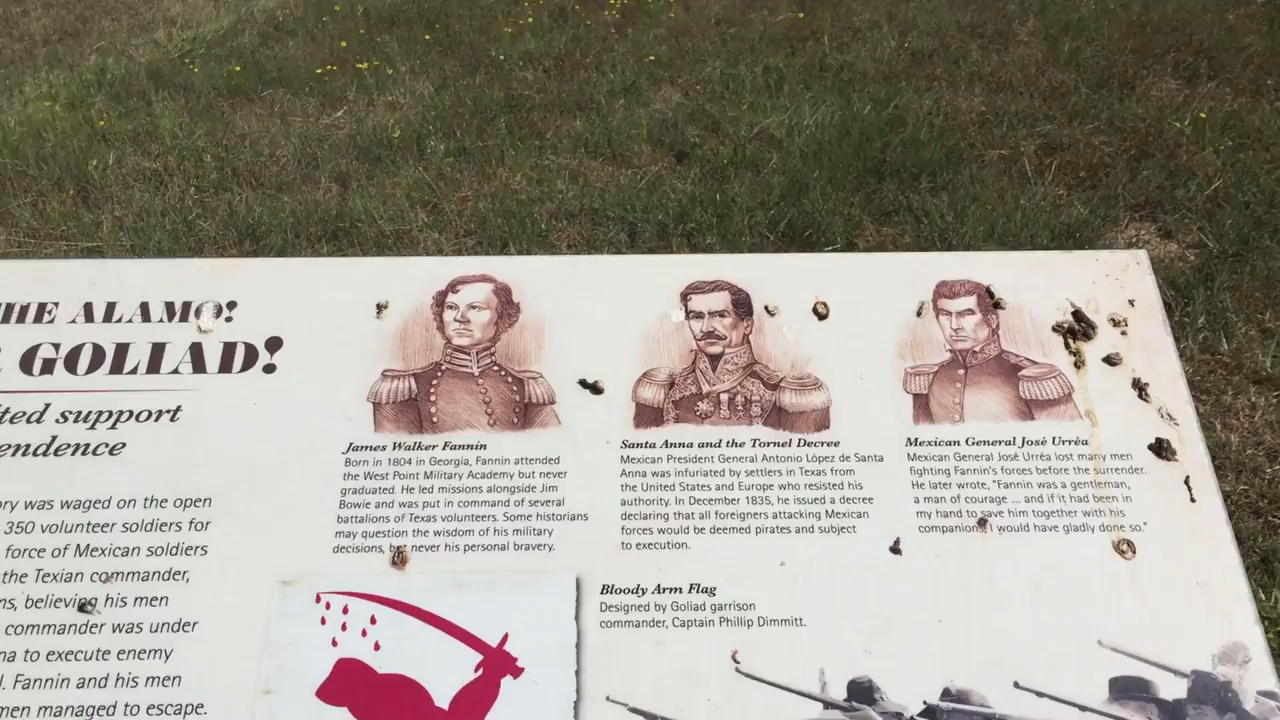 THE ALAMO!
GOLIAD!
ted support
endence
ory was waged on the open
350 volunteer soldiers for
force of Mexican soldiers
the Texian commander,
ns, believing his men
commander was under
na to execute enemy
l. Fannin and his men
men managed to escape.
James Walker Fannin
Born in 1804 in Georgia, Fannin attended
the West Point Military Academy but never
graduated. He led missions alongside Jim
Bowie and was put in command of several
battalions of Texas volunteers. Some historians
may question the wisdom of his military
decisions, but never his personal bravery.
Santa Anna and the Tornel Decree
Mexican President General Antonio López de Santa
Anna was infuriated by settlers in Texas from
the United States and Europe who resisted his
authority. In December 1835, he issued a decree
declaring that all foreigners attacking Mexican
forces would be deemed pirates and subject
to execution.
Mexican General José Urréa
Mexican General José Urréa lost many men
fighting Fannin's forces before the surrender.
He later wrote, "Fannin was a gentleman,
a man of courage ... and if it had been in
my hand to save him together with his
companions, I would have gladly done so."
Bloody Arm Flag
Designed by Goliad garrison
commander, Captain Phillip Dimmitt.